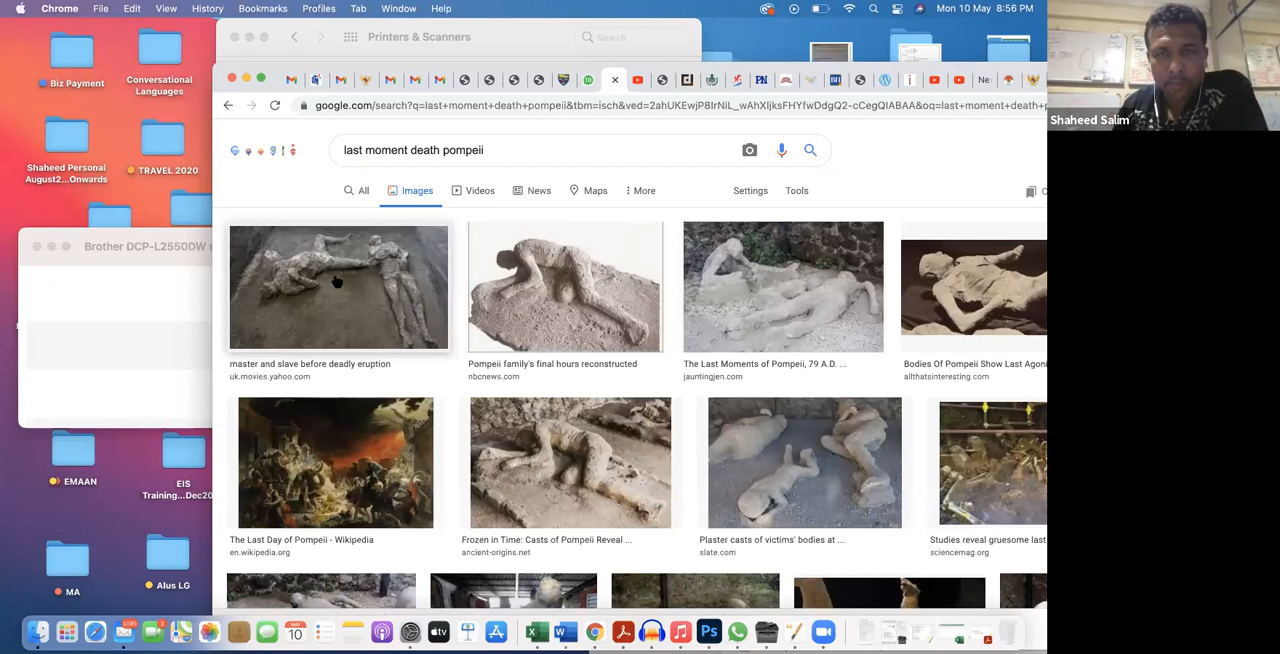 Chrome File Edit View History Bookmarks Profiles Tab Window Help
Mon 10 May 8:56 PM
Biz Payment
Conversational
Languages
Shaheed Personal
August2...Onwards
TRAVEL 2020
Printers & Scanners
Search
Brother DCP-L2550DW
EMAAN
EIS
Training...Dec20
MA
Alus LG
google.com/search?q=last+moment+death+pompeii&tbm=isch&ved=
last moment death pompeii
All Images Videos News Maps More Settings Tools
master and slave before deadly eruption
uk.movies.yahoo.com
Pompeii family's final hours reconstructed
nbcnews.com
The Last Moments of Pompeii, 79 A.D. ...
jauntingjen.com
Bodies Of Pompeii Show Last Agoni
allthatsinteresting.com
The Last Day of Pompeii - Wikipedia
en.wikipedia.org
Frozen in Time: Casts of Pompeii Reveal ...
ancient-origins.net
Plaster casts of victims' bodies at ...
slate.com
Studies reveal gruesome last
sciencemag.org
Shaheed Salim